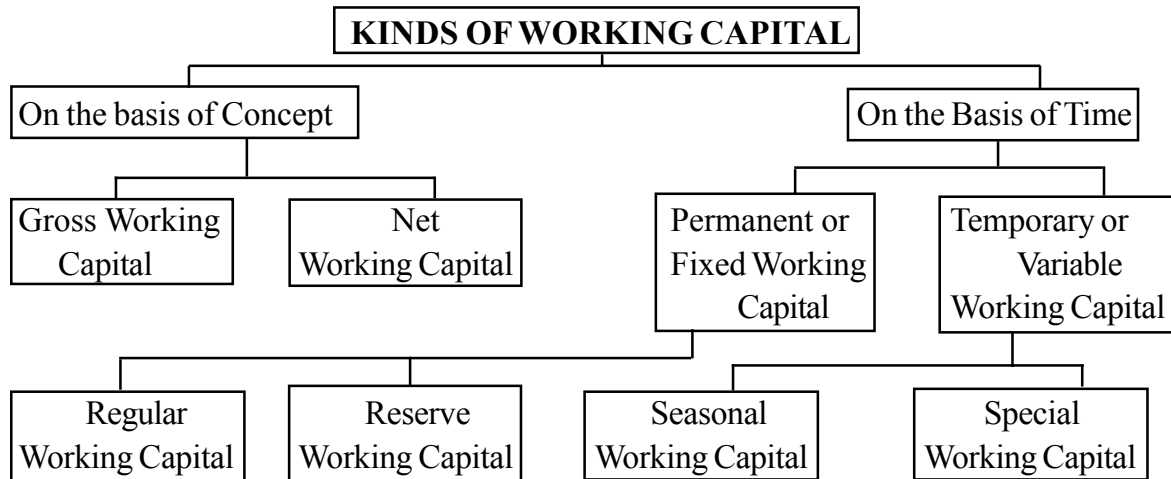 KINDS OF WORKING CAPITAL
On the basis of Concept
On the Basis of Time
Gross Working
Capital
Net
Working Capital
Permanent or
Fixed Working
Capital
Temporary or
Variable
Working Capital
Regular
Working Capital
Reserve
Working Capital
Seasonal
Working Capital
Special
Working Capital